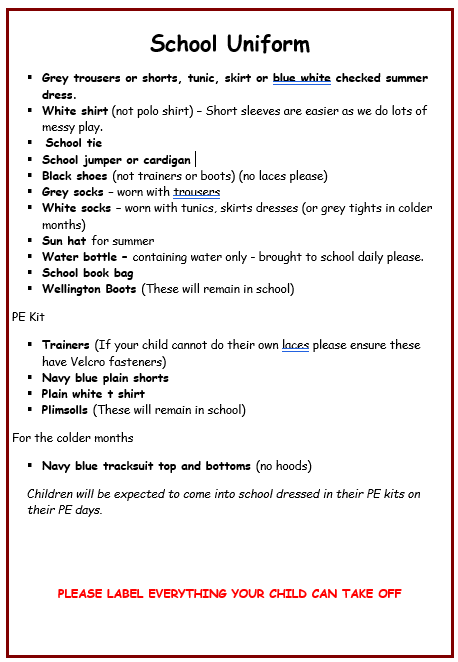 School Uniform
▪ Grey trousers or shorts, tunic, skirt or blue white checked summer
dress.
▪ White shirt (not polo shirt) – Short sleeves are easier as we do lots of
messy play.
▪ School tie
▪ School jumper or cardigan
▪ Black shoes (not trainers or boots) (no laces please)
▪ Grey socks – worn with trousers
▪ White socks – worn with tunics, skirts dresses (or grey tights in colder
months)
▪ Sun hat for summer
▪ Water bottle – containing water only - brought to school daily please.
▪ School book bag
▪ Wellington Boots (These will remain in school)
PE Kit
▪ Trainers (If your child cannot do their own laces please ensure these
have Velcro fasteners)
▪ Navy blue plain shorts
▪ Plain white t shirt
▪ Plimsolls (These will remain in school)
For the colder months
▪ Navy blue tracksuit top and bottoms (no hoods)
Children will be expected to come into school dressed in their PE kits on
their PE days.
PLEASE LABEL EVERYTHING YOUR CHILD CAN TAKE OFF